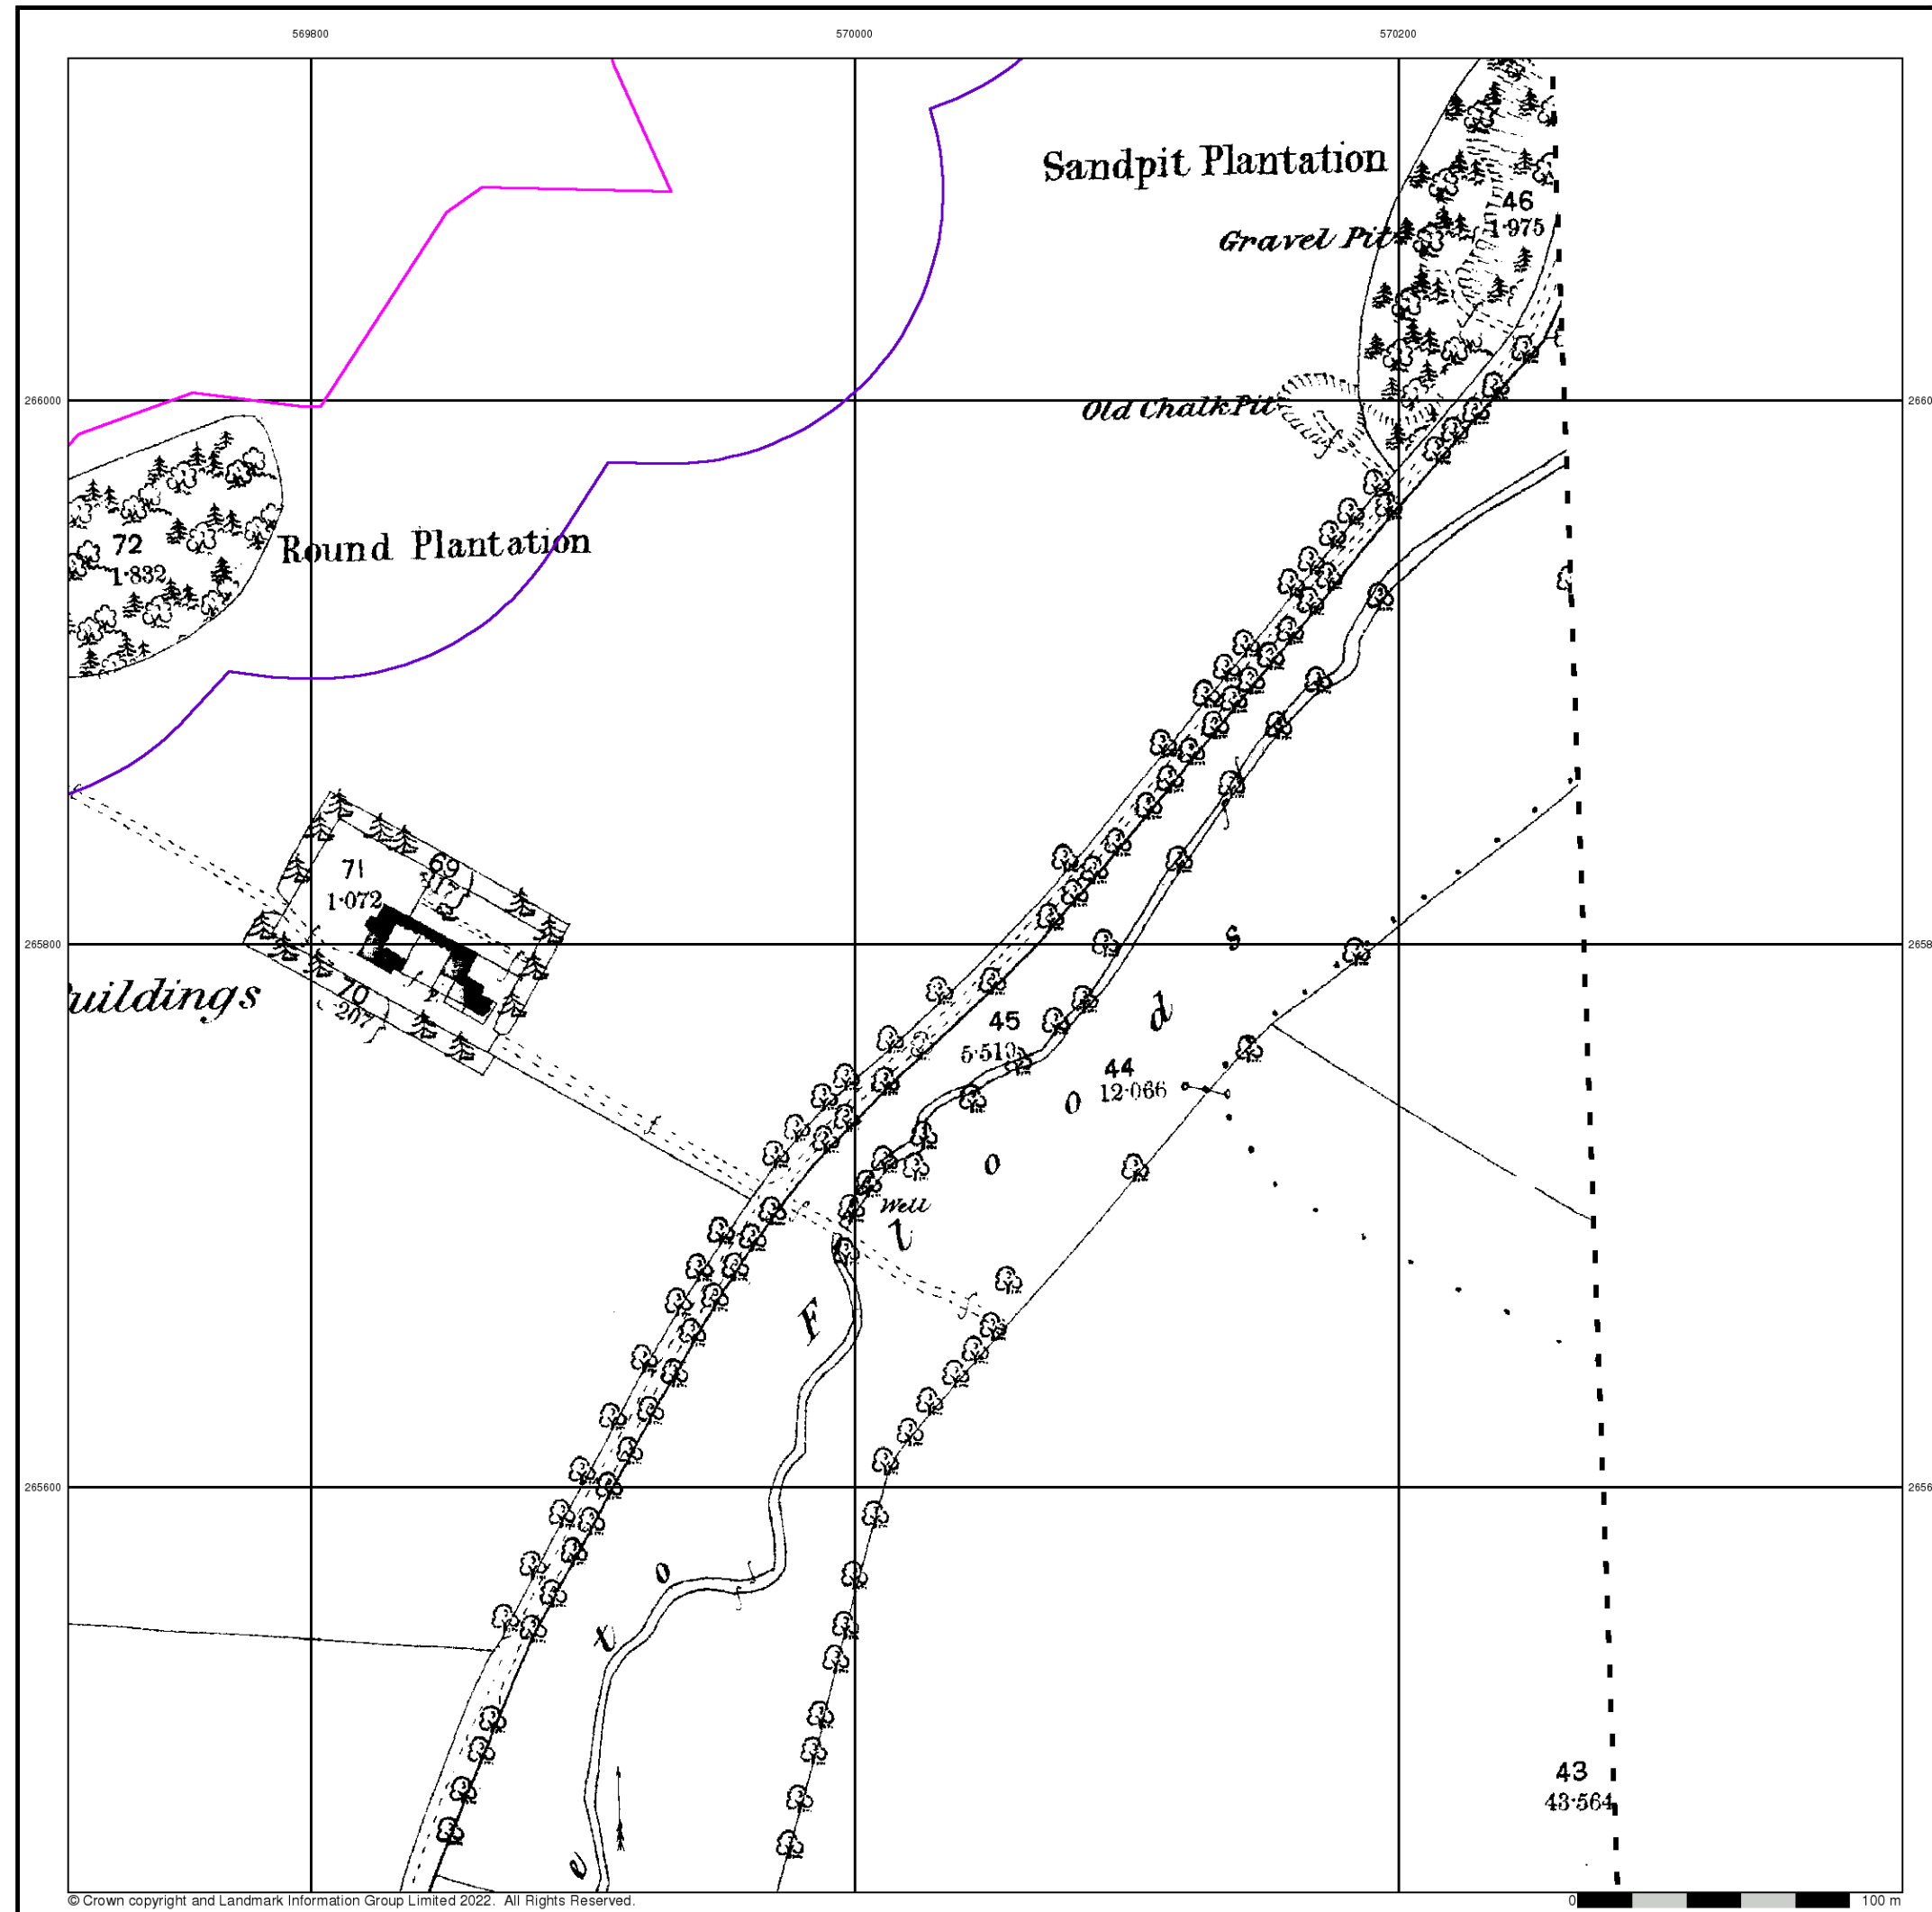 569800
570000
570200
Sandpit Plantation
46
1·975
Gravel Pit
266000
Old Chalk Pit
72
1·832
Round Plantation
71
1·072
69
265800
uildings
70
·207
45
5·510
44
12·066
Well
F l o o d s
265600
e x o
43
43·564
© Crown copyright and Landmark Information Group Limited 2022. All Rights Reserved.
0
100 m